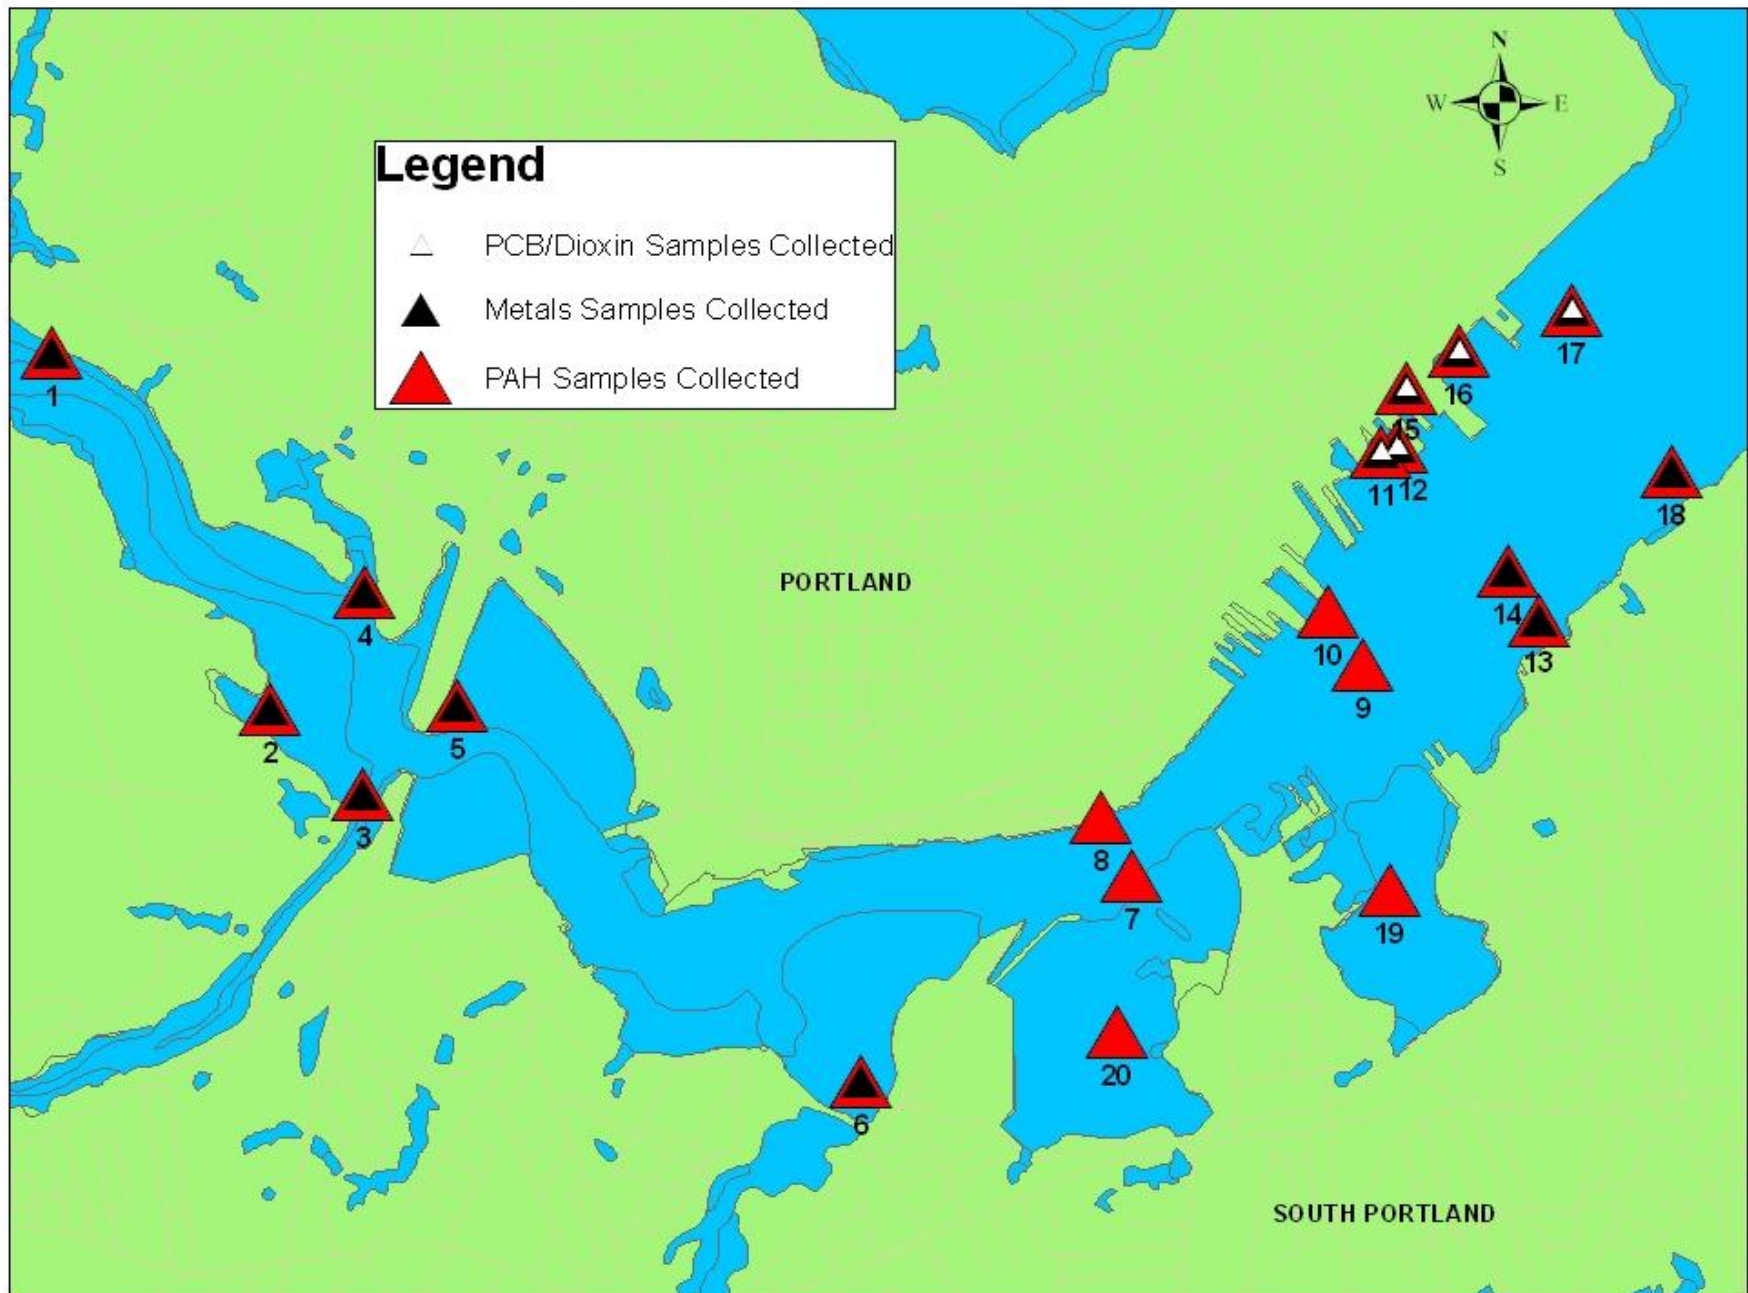 N
W E
S
Legend
PCB/Dioxin Samples Collected
Metals Samples Collected
PAH Samples Collected
17
1
16
15
11 12
18
PORTLAND
4
14
10
13
9
5
2
3
8
7
19
20
6
SOUTH PORTLAND